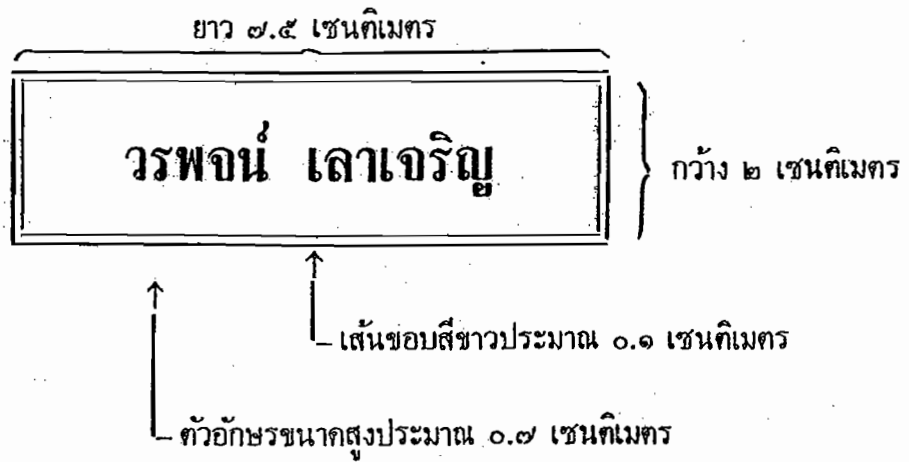 ยาว ๗.๕ เซนติเมตร
วรพจน์ เลาเจริญ
กว้าง ๒ เซนติเมตร
เส้นขอบสีขาวประมาณ ๐.๑ เซนติเมตร
ตัวอักษรขนาดสูงประมาณ ๐.๗ เซนติเมตร